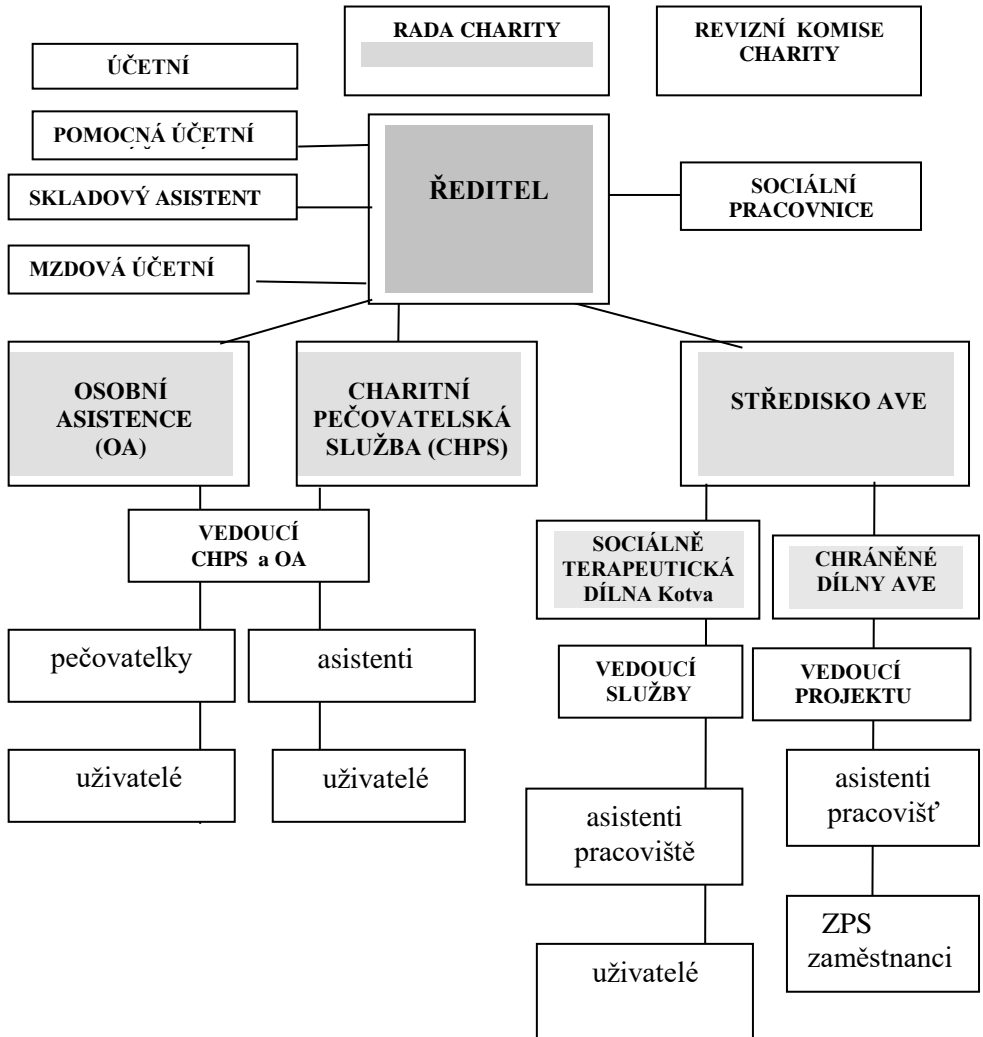 RADA CHARITY
REVIZNÍ KOMISE
CHARITY
ÚČETNÍ
POMOCNÁ ÚČETNÍ
ŘEDITEL
SKLADOVÝ ASISTENT
SOCIÁLNÍ
PRACOVNICE
MZDOVÁ ÚČETNÍ
OSOBNÍ
ASISTENCE
(OA)
CHARITNÍ
PEČOVATELSKÁ
SLUŽBA (CHPS)
STŘEDISKO AVE
VEDOUCÍ
CHPS a OA
SOCIÁLNĚ
TERAPEUTICKÁ
DÍLNA Kotva
CHRÁNĚNÉ
DÍLNY AVE
pečovatelky
asistenti
VEDOUCÍ
SLUŽBY
VEDOUCÍ
PROJEKTU
uživatelé
uživatelé
asistenti
pracoviště
asistenti
pracovišť
uživatelé
ZPS
zaměstnanci